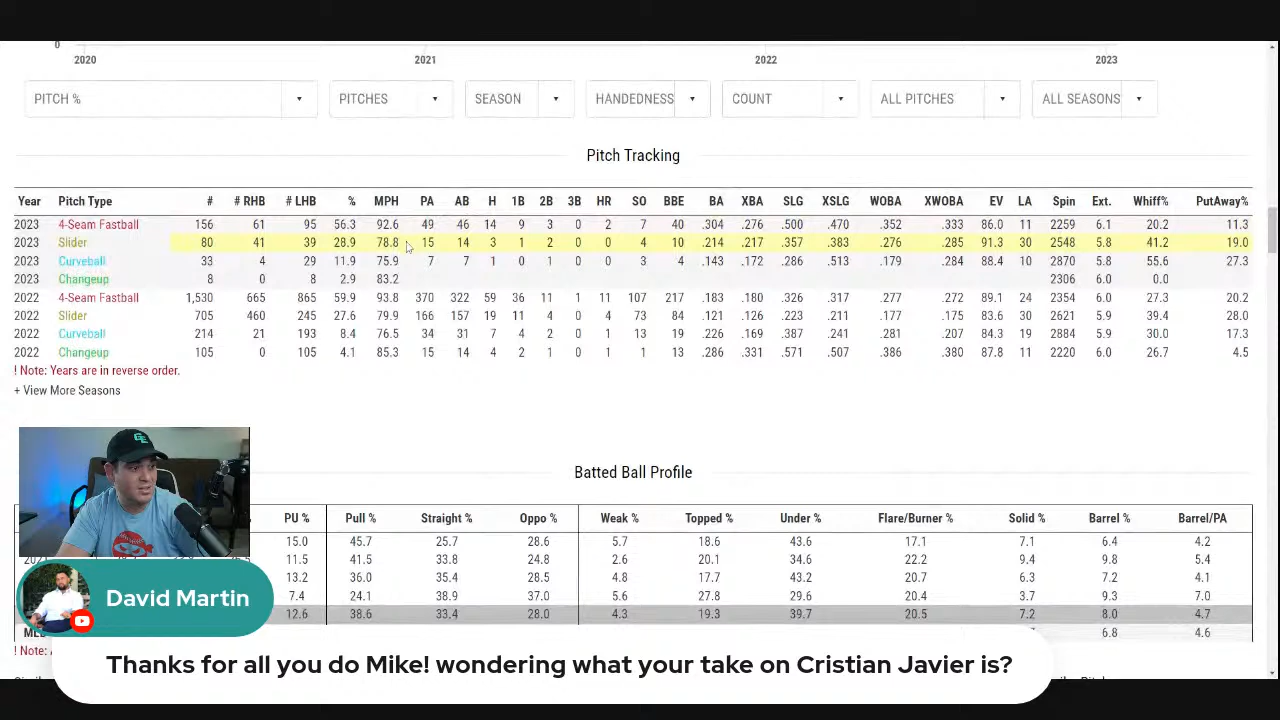 0
2020 2021 2022 2023
PITCH % PITCHES SEASON HANDEDNESS COUNT ALL PITCHES ALL SEASONS
Pitch Tracking
Year Pitch Type # # RHB # LHB % MPH PA AB H 1B 2B 3B HR SO BBE BA XBA SLG XSLG WOBA XWOBA EV LA Spin Ext. Whiff% PutAway%
2023 4-Seam Fastball 156 61 95 56.3 92.6 49 46 14 9 3 0 2 7 40 .304 .276 .500 .470 .352 .333 86.0 11 2259 6.1 20.2 11.3
2023 Slider 80 41 39 28.9 78.8 15 14 3 1 2 0 0 4 10 .214 .217 .357 .383 .276 .285 91.3 30 2548 5.8 41.2 19.0
2023 Curveball 33 4 29 11.9 75.9 7 7 1 0 1 0 0 3 4 .143 .172 .286 .513 .179 .284 88.4 10 2870 5.8 55.6 27.3
2023 Changeup 8 0 8 2.9 83.2 2306 6.1 0.0
2022 4-Seam Fastball 1,530 665 865 59.9 93.8 370 322 59 36 11 1 11 107 217 .183 .180 .326 .317 .277 .272 89.1 24 2354 6.0 27.3 20.2
2022 Slider 705 460 245 27.6 79.9 166 157 19 11 4 0 4 73 84 .121 .126 .223 .211 .177 .175 83.6 30 2621 5.9 39.4 28.0
2022 Curveball 214 21 193 8.4 76.5 34 31 7 4 2 0 1 13 19 .226 .169 .387 .281 .281 .207 84.3 19 2884 5.9 30.0 17.3
2022 Changeup 105 0 105 4.1 85.3 15 14 4 2 1 0 1 1 13 .286 .331 .571 .507 .386 .380 87.8 11 2220 6.0 26.7 4.5
! Note: Years are in reverse order.
+ View More Seasons
Batted Ball Profile
PU % Pull % Straight % Oppo % Weak % Topped % Under % Flare/Burner % Solid % Barrel % Barrel/PA
15.0 45.7 25.7 28.6 5.7 18.6 43.6 17.1 7.1 6.4 4.2
11.5 41.5 33.8 24.8 2.6 20.1 34.6 22.2 9.4 9.8 5.4
13.2 36.0 35.4 28.5 4.8 17.7 43.2 20.7 6.3 7.2 4.1
7.4 24.1 38.9 37.0 5.6 27.8 29.6 20.4 3.7 9.3 7.0
12.6 38.6 33.4 28.0 4.3 19.3 39.7 20.5 7.2 8.0 4.7
6.8 4.6
! Note:
David Martin
Thanks for all you do Mike! wondering what your take on Cristian Javier is?